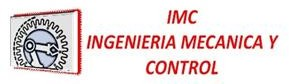 IMC
INGENIERIA MECANICA Y
CONTROL